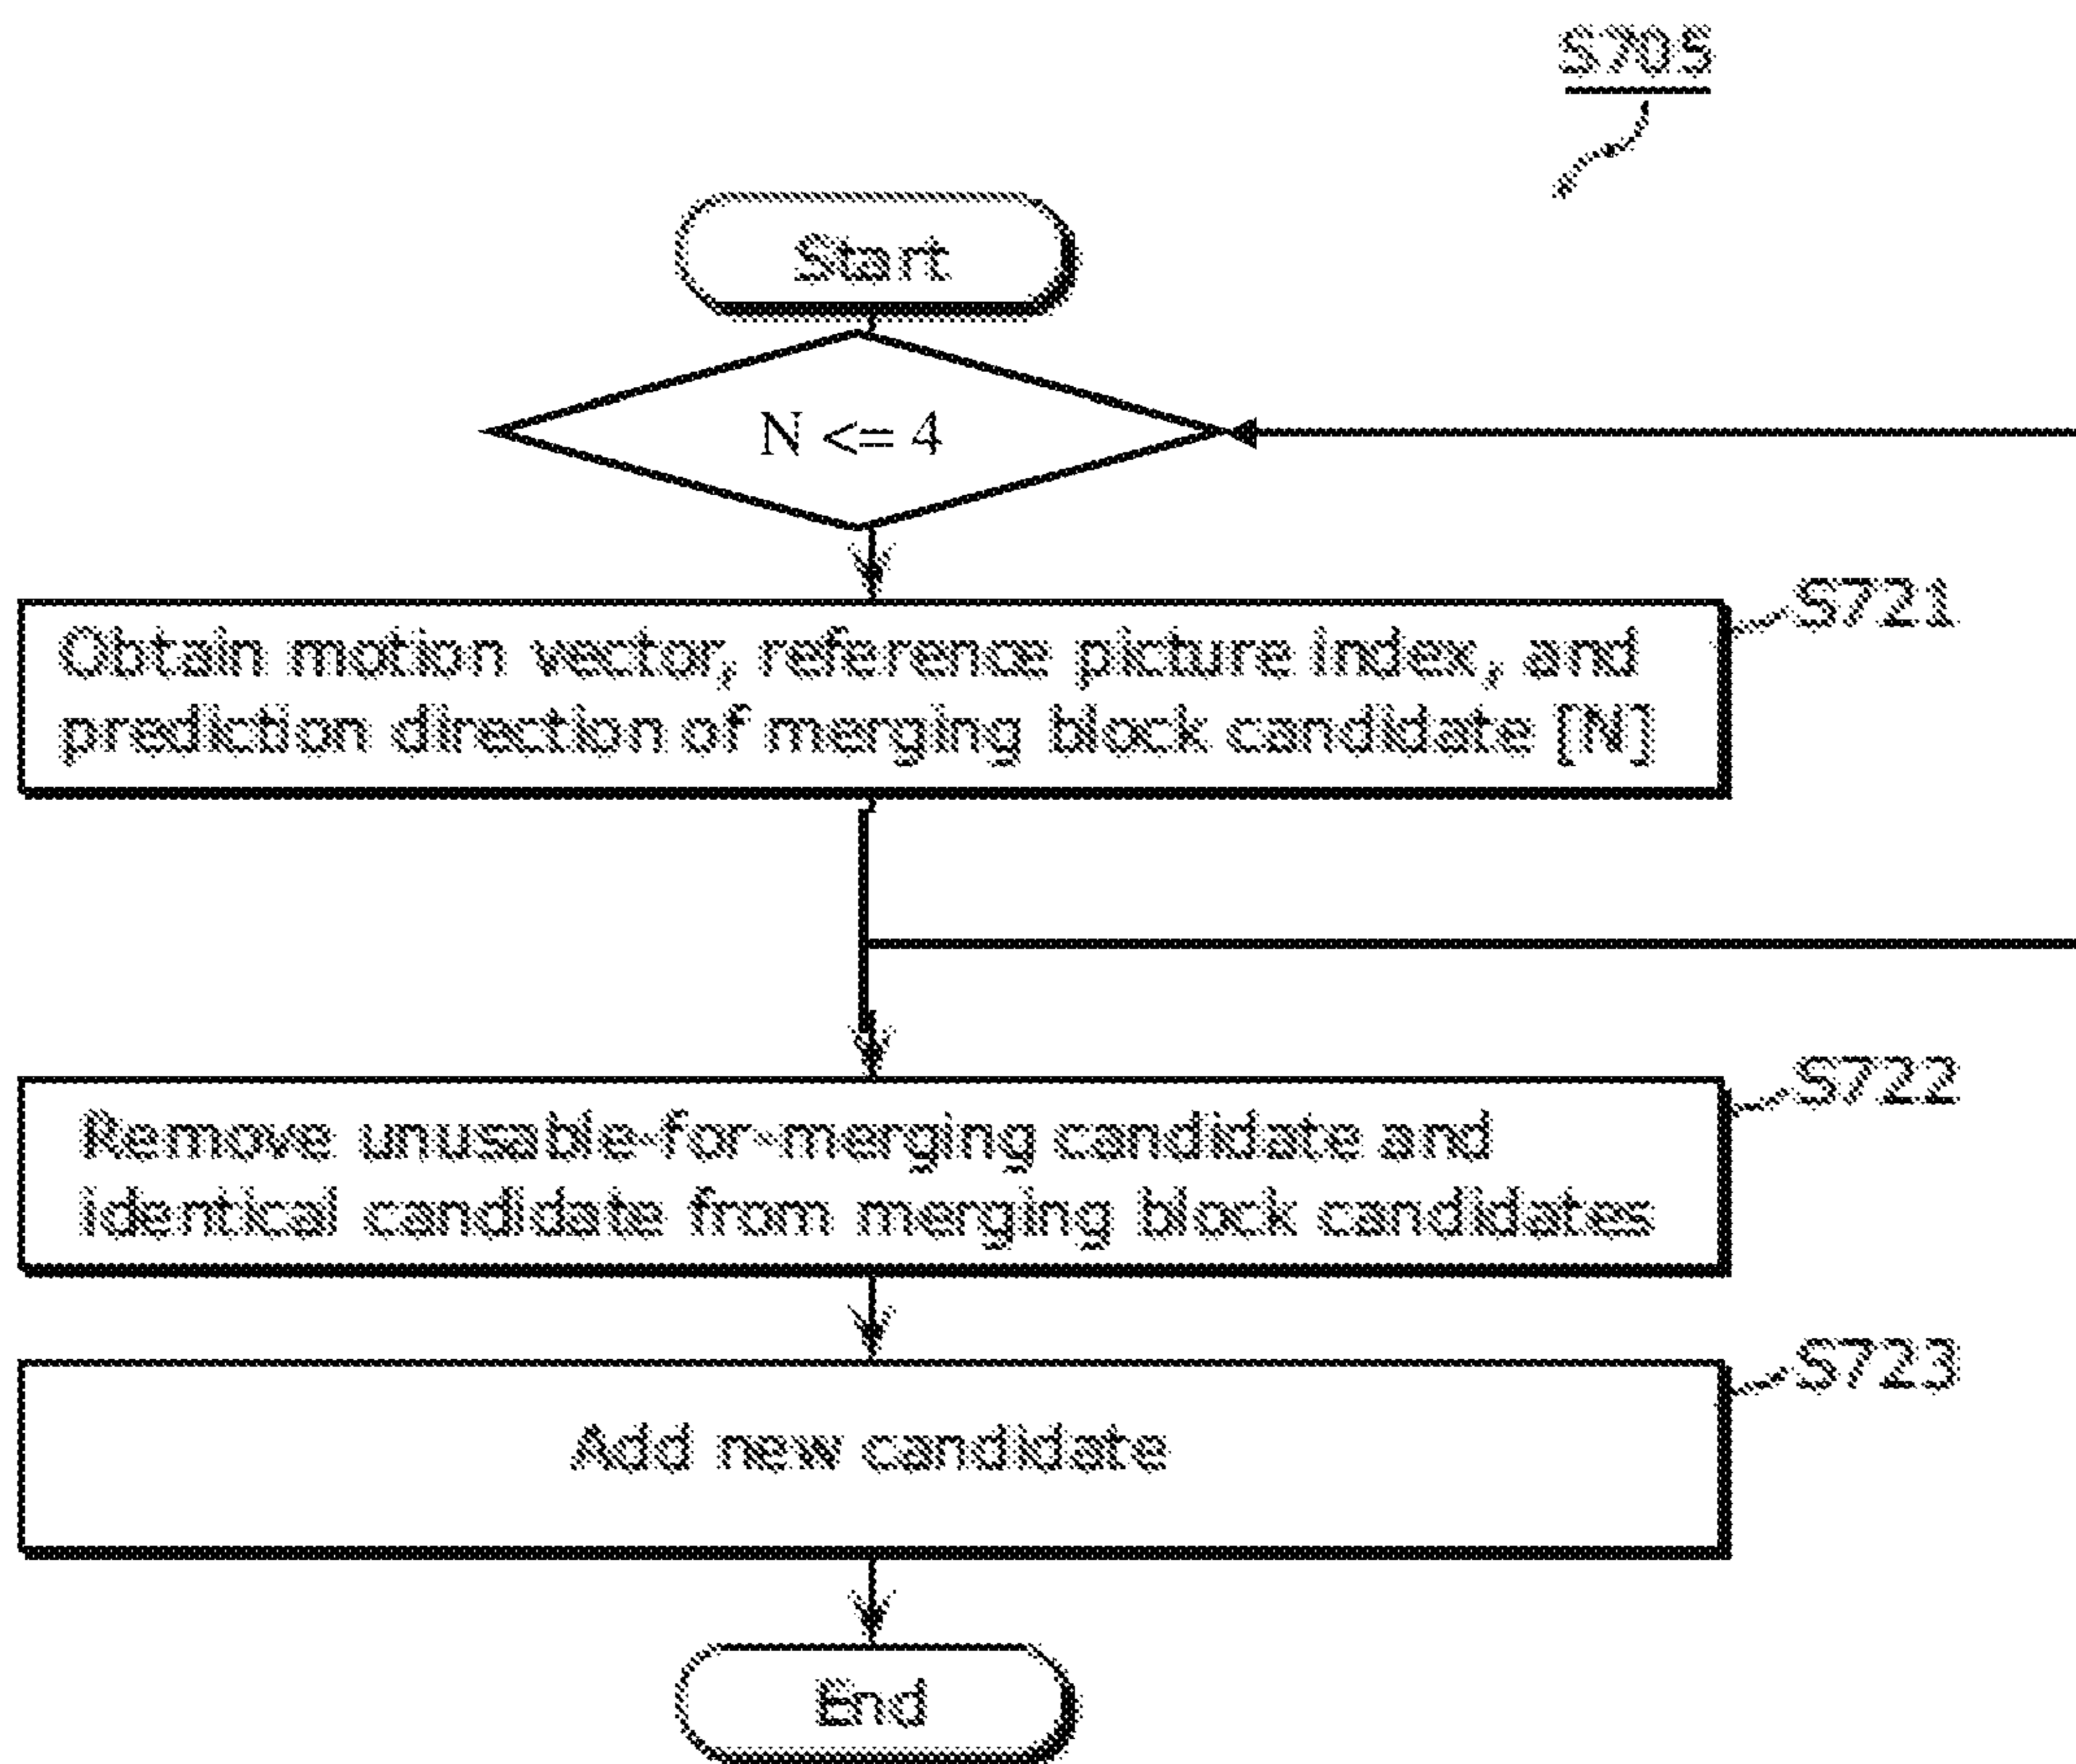 S705
Start
N <= 4
S721
Obtain motion vector, reference picture index, and
prediction direction of merging block candidate [N]
S722
Remove unusable-for-merging candidate and
identical candidate from merging block candidates
S723
Add new candidate
End